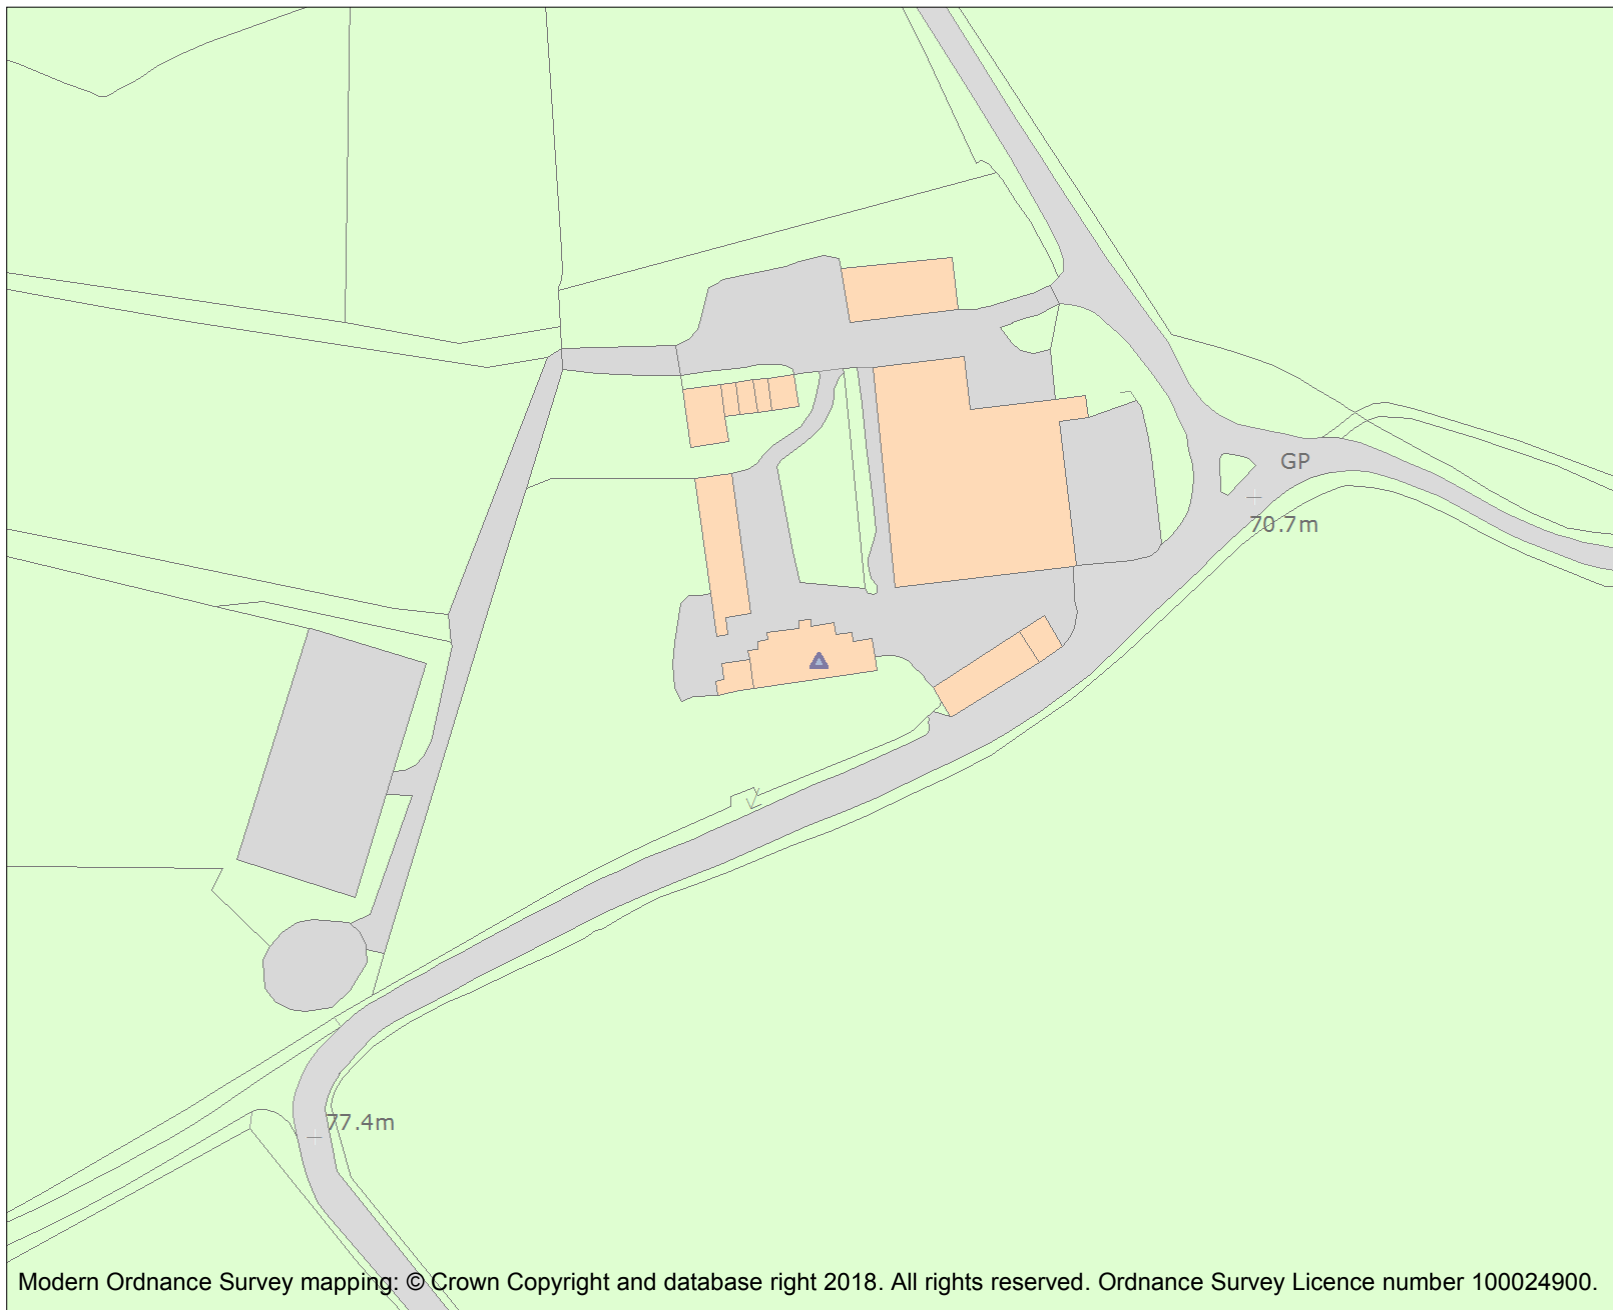 GP
70.7m
77.4m
Modern Ordnance Survey mapping: © Crown Copyright and database right 2018. All rights reserved. Ordnance Survey Licence number 100024900.